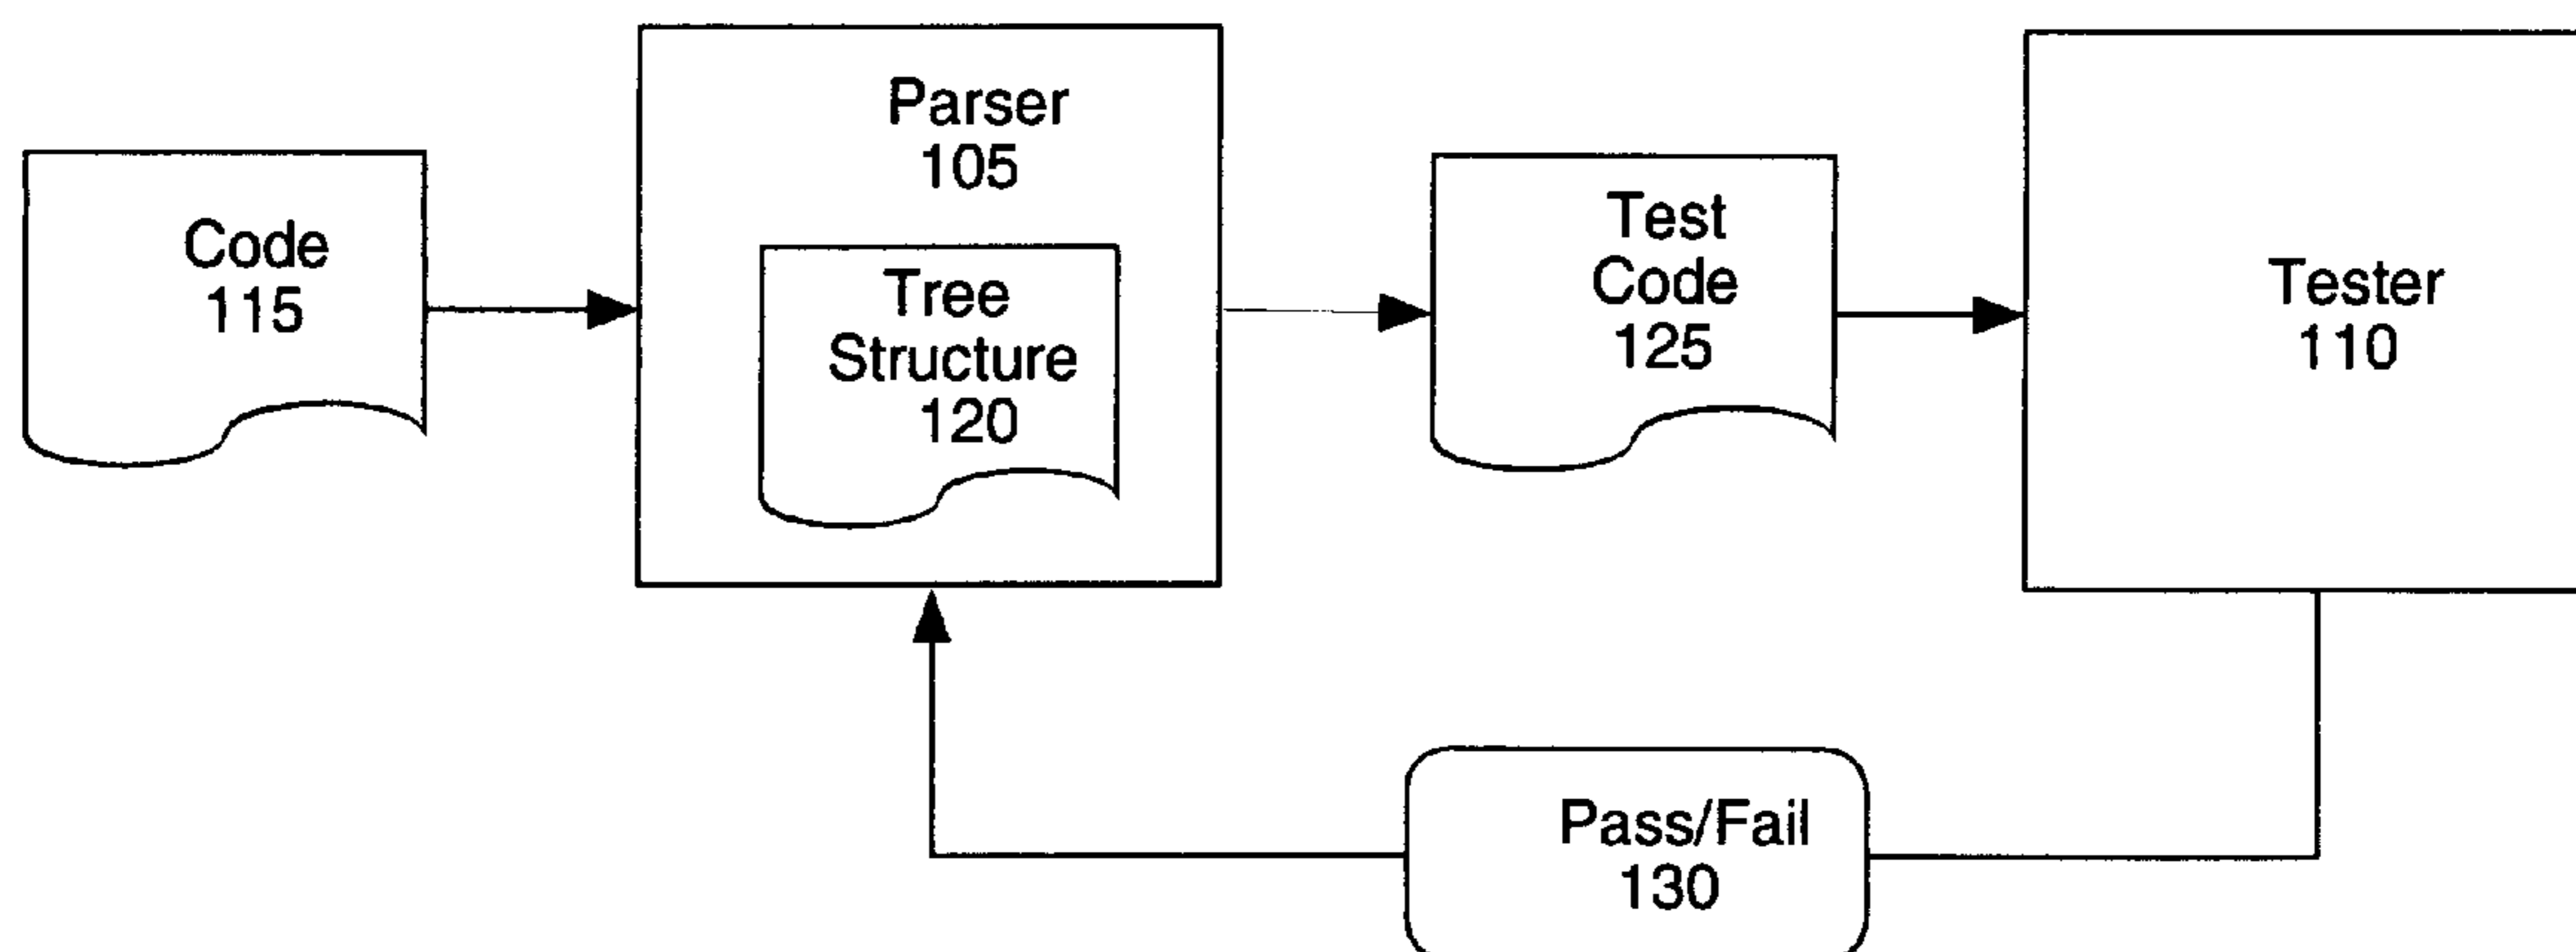 Code
115
Parser
105
Tree
Structure
120
Test
Code
125
Tester
110
Pass/Fail
130